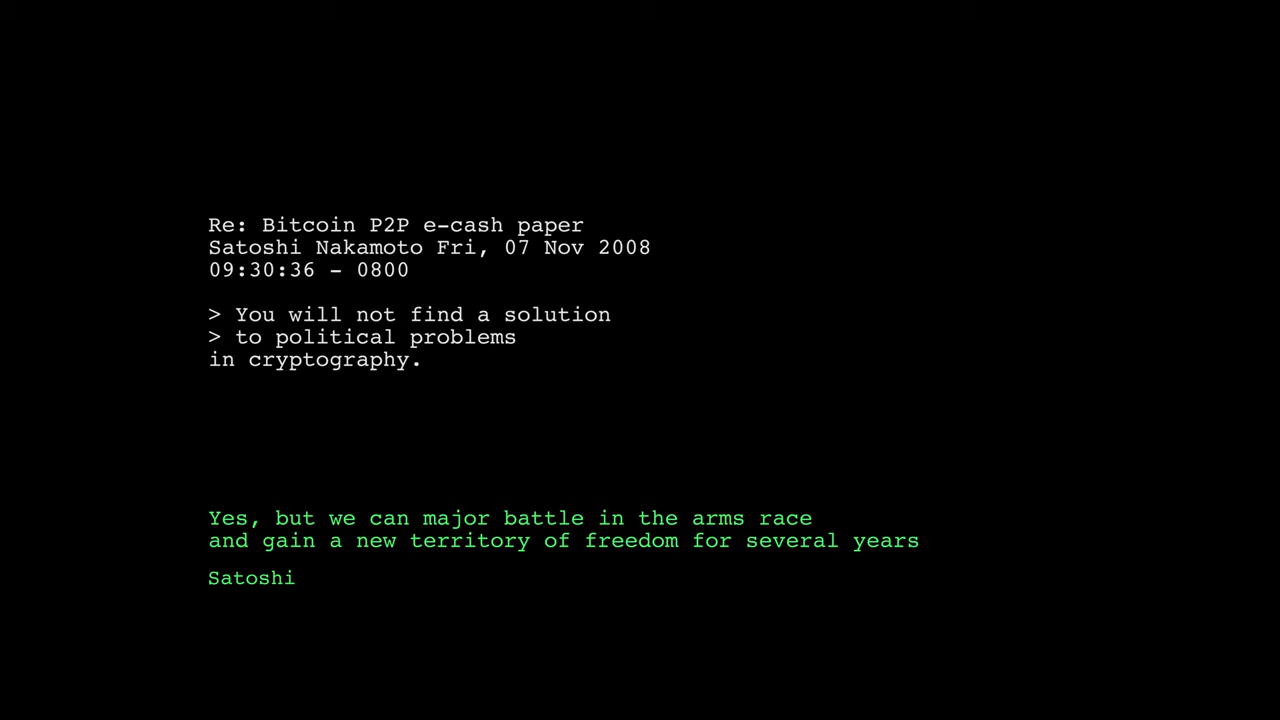 Re: Bitcoin P2P e-cash paper
Satoshi Nakamoto Fri, 07 Nov 2008
09:30:36 - 0800
> You will not find a solution
> to political problems
in cryptography.
Yes, but we can major battle in the arms race
and gain a new territory of freedom for several years
Satoshi